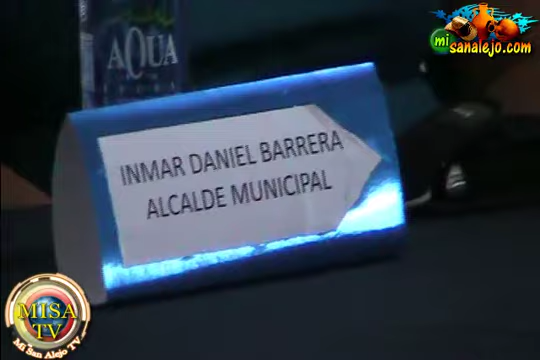 AQUA
mi
sanalejo.com
INMAR DANIEL BARRERA
ALCALDE MUNICIPAL
MISA
TV
Mi San Alejo TV